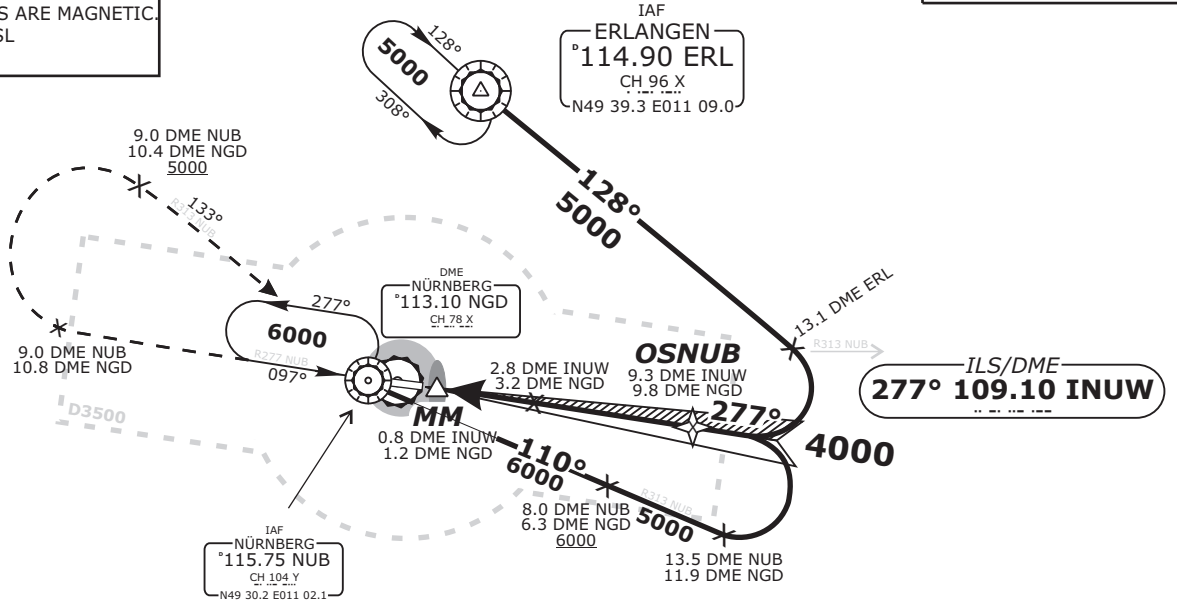 S ARE MAGNETIC.
SL
IAF
ERLANGEN
D114.90 ERL
CH 96 X
N49 39.3 E011 09.0
5000
128°
308°
9.0 DME NUB
10.4 DME NGD
5000
133°
R313 NUB
128°
5000
13.1 DME ERL
R313 NUB
DME
NÜRNBERG
D113.10 NGD
CH 78 X
277°
6000
R277 NUB
097°
9.0 DME NUB
10.8 DME NGD
D3500
2.8 DME INUW
3.2 DME NGD
OSNUB
9.3 DME INUW
9.8 DME NGD
277°
ILS/DME
277° 109.10 INUW
MM
0.8 DME INUW
1.2 DME NGD
4000
110°
6000
8.0 DME NUB
6.3 DME NGD
6000
R313 NUB
5000
13.5 DME NUB
11.9 DME NGD
IAF
NÜRNBERG
D115.75 NUB
CH 104 Y
N49 30.2 E011 02.1